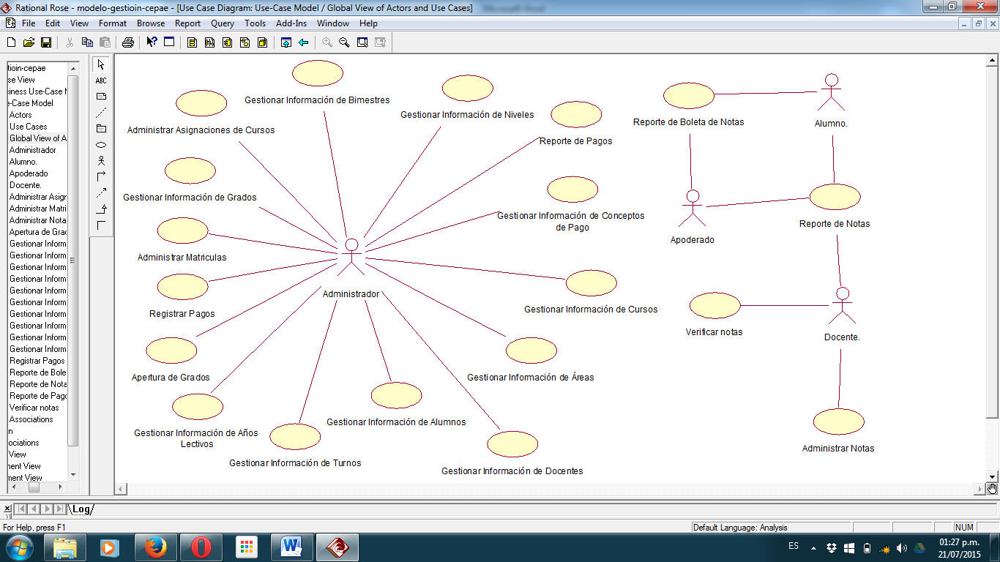 Rational Rose - modelo-gestioin-cepae - [Use Case Diagram: Use-Case Model / Global View of Actors and Use Cases]
File Edit View Format Browse Report Query Tools Add-Ins Window Help
tioin-cepae
se View
siness Use-Case M
e-Case Model
Actors
Use Cases
Global View of A
Administrador
Alumno.
Apoderado
Docente.
Administrar Asigr
Administrar Matri
Administrar Nota
Apertura de Grac
Gestionar Inform
Gestionar Inform
Gestionar Inform
Gestionar Inform
Gestionar Inform
Gestionar Inform
Gestionar Inform
Gestionar Inform
Gestionar Inform
Gestionar Inform
Registrar Pagos
Reporte de Bole
Reporte de Nota
Reporte de Pago
Verificar notas
Associations
n
ociations
View
nent View
ment View
ABC
Gestionar Información de Bimestres
Gestionar Información de Niveles
Administrar Asignaciones de Cursos
Reporte de Pagos
Gestionar Información de Grados
Gestionar Información de Conceptos
de Pago
Administrar Matriculas
Administrador
Registrar Pagos
Gestionar Información de Cursos
Apertura de Grados
Gestionar Información de Áreas
Gestionar Información de Alumnos
Gestionar Información de Años
Lectivos
Gestionar Información de Turnos
Gestionar Información de Docentes
Reporte de Boleta de Notas
Alumno.
Apoderado
Reporte de Notas
Verificar notas
Docente.
Administrar Notas
Log
For Help, press F1
Default Language: Analysis
NUM
ES
01:27 p.m.
21/07/2015